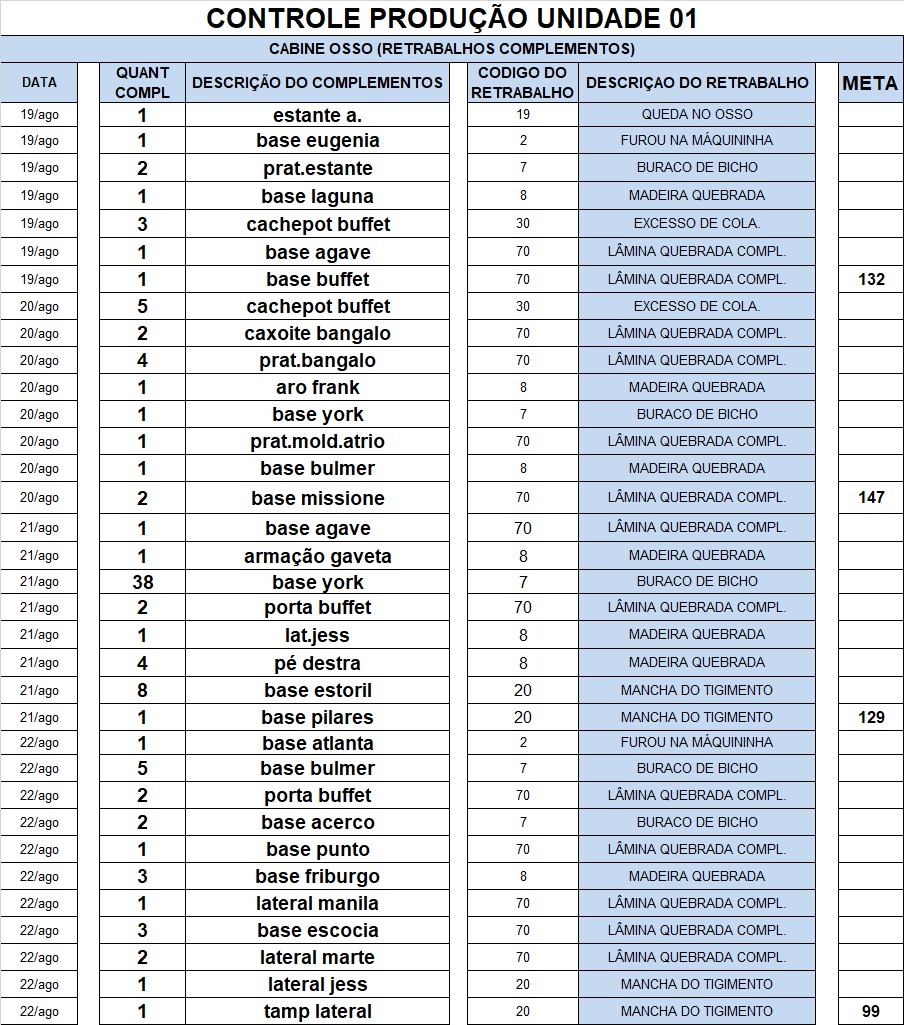 CONTROLE PRODUÇÃO UNIDADE 01
CABINE OSSO (RETRABALHOS COMPLEMENTOS)
DATA QUANT COMPL DESCRIÇÃO DO COMPLEMENTOS CODIGO DO RETRABALHO DESCRIÇAO DO RETRABALHO META
19/ago 1 estante a. 19 QUEDA NO OSSO
19/ago 1 base eugenia 2 FUROU NA MÁQUININHA
19/ago 2 prat.estante 7 BURACO DE BICHO
19/ago 1 base laguna 8 MADEIRA QUEBRADA
19/ago 3 cachepot buffet 30 EXCESSO DE COLA.
19/ago 1 base agave 70 LÂMINA QUEBRADA COMPL.
19/ago 1 base buffet 70 LÂMINA QUEBRADA COMPL. 132
20/ago 5 cachepot buffet 30 EXCESSO DE COLA.
20/ago 2 caxoite bangalo 70 LÂMINA QUEBRADA COMPL.
20/ago 4 prat.bangalo 70 LÂMINA QUEBRADA COMPL.
20/ago 1 aro frank 8 MADEIRA QUEBRADA
20/ago 1 base york 7 BURACO DE BICHO
20/ago 1 prat.mold.atrio 70 LÂMINA QUEBRADA COMPL.
20/ago 1 base bulmer 8 MADEIRA QUEBRADA
20/ago 2 base missione 70 LÂMINA QUEBRADA COMPL. 147
21/ago 1 base agave 70 LÂMINA QUEBRADA COMPL.
21/ago 1 armação gaveta 8 MADEIRA QUEBRADA
21/ago 38 base york 7 BURACO DE BICHO
21/ago 2 porta buffet 70 LÂMINA QUEBRADA COMPL.
21/ago 1 lat.jess 8 MADEIRA QUEBRADA
21/ago 4 pé destra 8 MADEIRA QUEBRADA
21/ago 8 base estoril 20 MANCHA DO TIGIMENTO
21/ago 1 base pilares 20 MANCHA DO TIGIMENTO 129
22/ago 1 base atlanta 2 FUROU NA MÁQUININHA
22/ago 5 base bulmer 7 BURACO DE BICHO
22/ago 2 porta buffet 70 LÂMINA QUEBRADA COMPL.
22/ago 2 base acerco 7 BURACO DE BICHO
22/ago 1 base punto 70 LÂMINA QUEBRADA COMPL.
22/ago 3 base friburgo 8 MADEIRA QUEBRADA
22/ago 1 lateral manila 70 LÂMINA QUEBRADA COMPL.
22/ago 3 base escocia 70 LÂMINA QUEBRADA COMPL.
22/ago 2 lateral marte 70 LÂMINA QUEBRADA COMPL.
22/ago 1 lateral jess 20 MANCHA DO TIGIMENTO
22/ago 1 tamp lateral 20 MANCHA DO TIGIMENTO 99